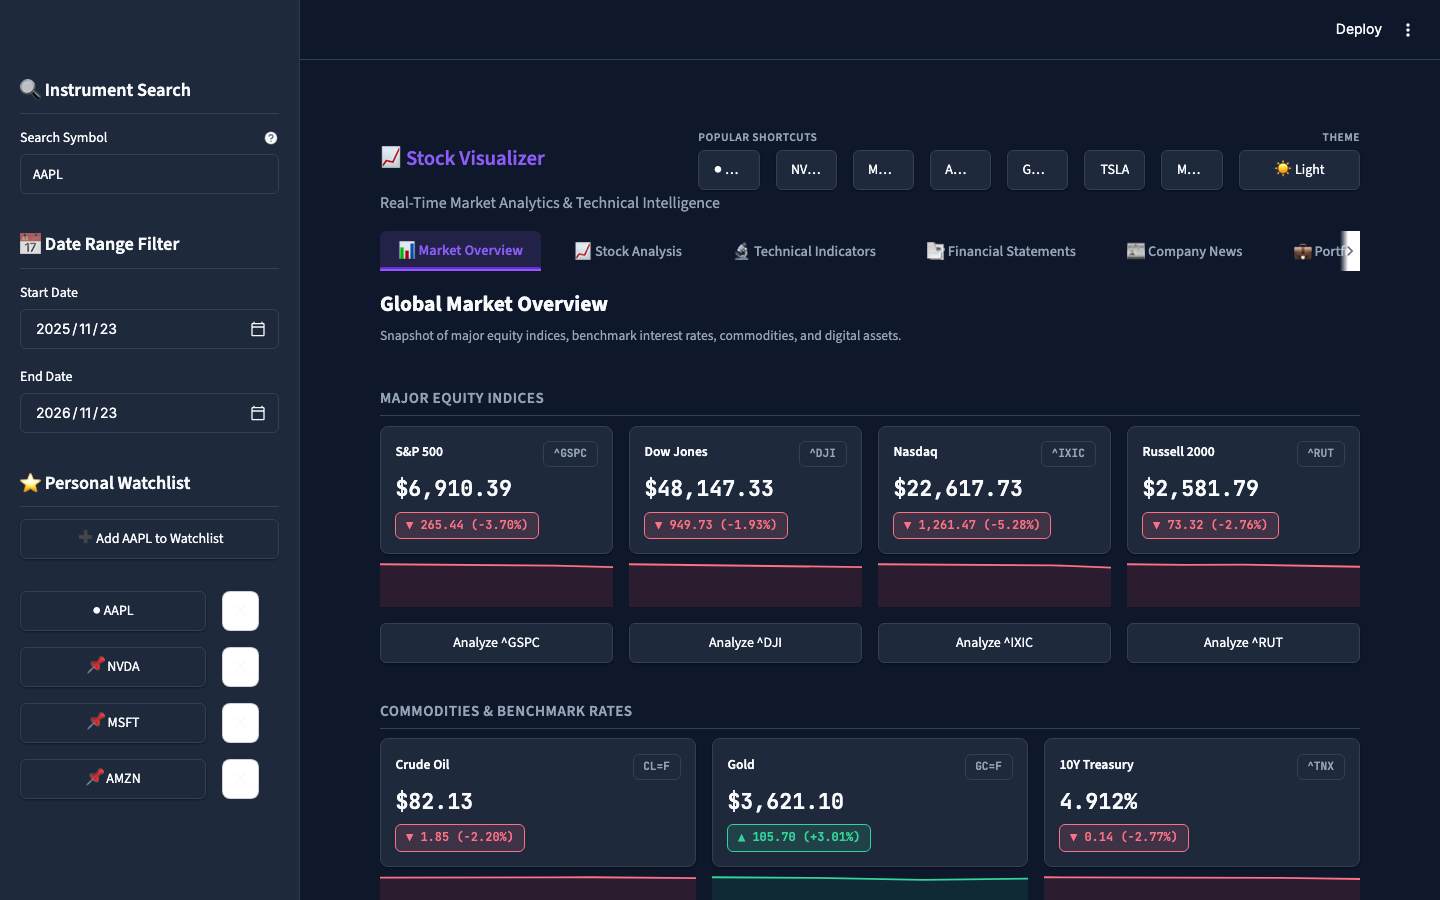 Deploy
Instrument Search
Search Symbol
AAPL
17
Date Range Filter
Start Date
2025/11/23
End Date
2026/11/23
Personal Watchlist
Add AAPL to Watchlist
AAPL
NVDA
MSFT
AMZN
Stock Visualizer
Real-Time Market Analytics & Technical Intelligence
POPULAR SHORTCUTS
THEME
● ...
NV...
M...
A...
G...
TSLA
M...
Light
Market Overview
Stock Analysis
Technical Indicators
Financial Statements
Company News
Portf
Global Market Overview
Snapshot of major equity indices, benchmark interest rates, commodities, and digital assets.
MAJOR EQUITY INDICES
S&P 500 ^GSPC
$6,910.39
▼ 265.44 (-3.70%)
Analyze ^GSPC
Dow Jones ^DJI
$48,147.33
▼ 949.73 (-1.93%)
Analyze ^DJI
Nasdaq ^IXIC
$22,617.73
▼ 1,261.47 (-5.28%)
Analyze ^IXIC
Russell 2000 ^RUT
$2,581.79
▼ 73.32 (-2.76%)
Analyze ^RUT
COMMODITIES & BENCHMARK RATES
Crude Oil CL=F
$82.13
▼ 1.85 (-2.20%)
Gold GC=F
$3,621.10
▲ 105.70 (+3.01%)
10Y Treasury ^TNX
4.912%
▼ 0.14 (-2.77%)